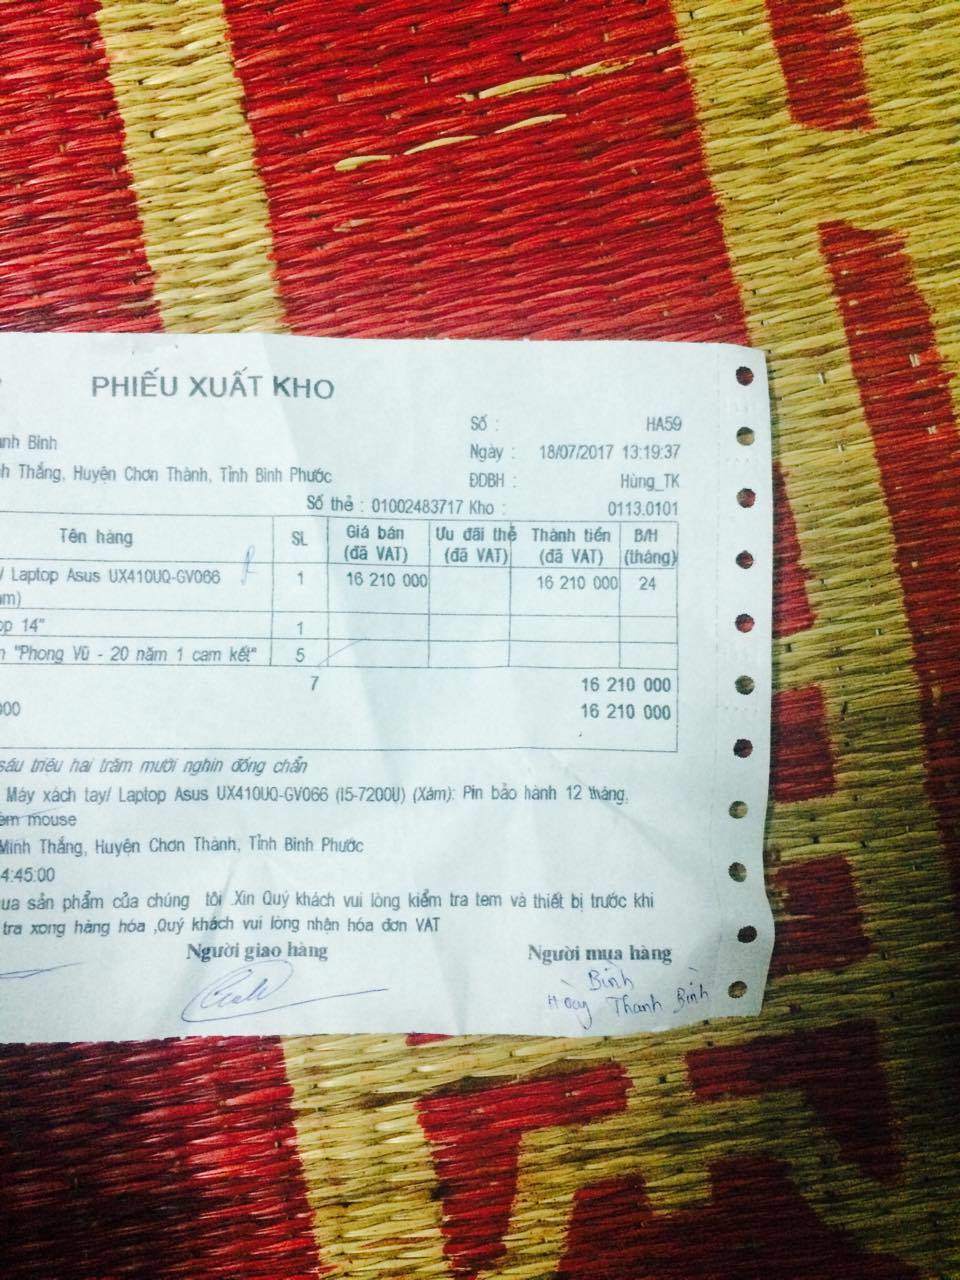 PHIẾU XUẤT KHO
Số : HA59
anh Bình
Ngày : 18/07/2017 13:19:37
h Thắng, Huyện Chơn Thành, Tỉnh Bình Phước
ĐDBH : Hùng_TK
Số thẻ : 01002483717 Kho : 0113.0101
Tên hàng SL Giá bán (đã VAT) Ưu đãi thẻ (đã VAT) Thành tiền (đã VAT) B/H (tháng)
/ Laptop Asus UX410UQ-GV066 1 16 210 000 16 210 000 24
ám)
op 14" 1
n "Phong Vũ - 20 năm 1 cam kết" 5
7 16 210 000
000 16 210 000
sáu triệu hai trăm mười nghìn đồng chẵn
Máy xách tay/ Laptop Asus UX410UQ-GV066 (I5-7200U) (Xám): Pin bảo hành 12 tháng,
èm mouse
Minh Thắng, Huyện Chơn Thành, Tỉnh Bình Phước
4:45:00
ua sản phẩm của chúng tôi .Xin Quý khách vui lòng kiểm tra tem và thiết bị trước khi
tra xong hàng hóa ,Quý khách vui lòng nhận hóa đơn VAT
Người giao hàng Người mua hàng
Bình
Thanh Bình